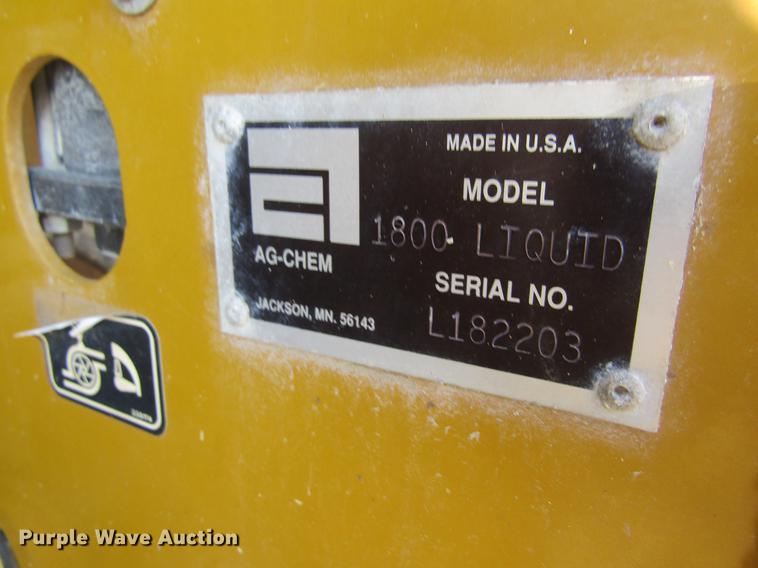 MADE IN U.S.A.
MODEL
1800 LIQUID
AG-CHEM
SERIAL NO.
JACKSON, MN. 56143
L182203
Purple Wave Auction